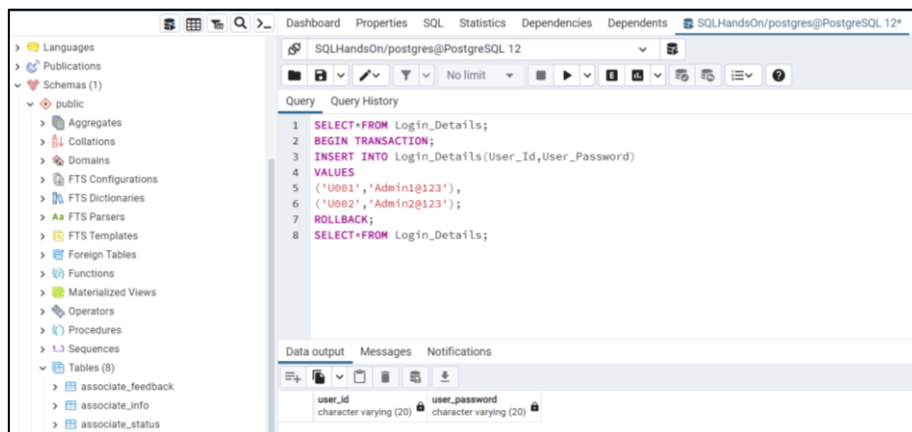 Dashboard Properties SQL Statistics Dependencies Dependents SQLHandsOn/postgres@PostgreSQL 12*
Languages
Publications
Schemas (1)
public
Aggregates
Collations
Domains
FTS Configurations
FTS Dictionaries
Aa FTS Parsers
FTS Templates
Foreign Tables
Functions
Materialized Views
Operators
Procedures
1..3 Sequences
Tables (8)
associate_feedback
associate_info
associate_status
SQLHandsOn/postgres@PostgreSQL 12
No limit
E
Query Query History
1 SELECT*FROM Login_Details;
2 BEGIN TRANSACTION;
3 INSERT INTO Login_Details(User_Id,User_Password)
4 VALUES
5 ('U001','Admin1@123'),
6 ('U002','Admin2@123');
7 ROLLBACK;
8 SELECT*FROM Login_Details;
Data output Messages Notifications
user_id user_password
character varying (20) character varying (20)